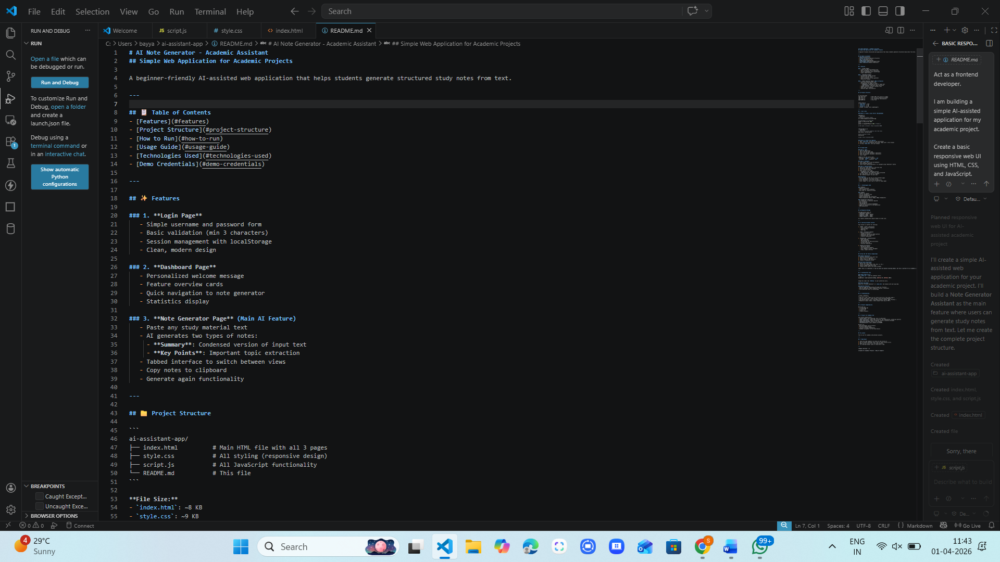 File Edit Selection View Go Run Terminal Help
Search
RUN AND DEBUG
RUN
Open a file which can
be debugged or run.
Run and Debug
To customize Run and
Debug, open a folder
and create a
launch.json file.
Debug using a
terminal command or
in an interactive chat.
Show automatic
Python
configurations
1
BREAKPOINTS
Caught Except...
Uncaught Exce...
BROWSER OPTIONS
Welcome
JS script.js
# style.css
<> index.html
README.md
C: > Users > bayya > ai-assistant-app > README.md > abc # AI Note Generator - Academic Assistant > abc ## Simple Web Application for Academic Projects
1 # AI Note Generator - Academic Assistant
2 ## Simple Web Application for Academic Projects
3
4 A beginner-friendly AI-assisted web application that helps students generate structured study notes from text.
5
6 ---
7
8 ## 📋 Table of Contents
9 - [Features](#features)
10 - [Project Structure](#project-structure)
11 - [How to Run](#how-to-run)
12 - [Usage Guide](#usage-guide)
13 - [Technologies Used](#technologies-used)
14 - [Demo Credentials](#demo-credentials)
15
16 ---
17
18 ## ✨ Features
19
20 ### 1. **Login Page**
21 - Simple username and password form
22 - Basic validation (min 3 characters)
23 - Session management with localStorage
24 - Clean, modern design
25
26 ### 2. **Dashboard Page**
27 - Personalized welcome message
28 - Feature overview cards
29 - Quick navigation to note generator
30 - Statistics display
31
32 ### 3. **Note Generator Page** (Main AI Feature)
33 - Paste any study material text
34 - AI generates two types of notes:
35 - **Summary**: Condensed version of input text
36 - **Key Points**: Important topic extraction
37 - Tabbed interface to switch between views
38 - Copy notes to clipboard
39 - Generate again functionality
40
41 ---
42
43 ## 📁 Project Structure
44
45 ```
46 ai-assistant-app/
47 ├── index.html # Main HTML file with all 3 pages
48 ├── style.css # All styling (responsive design)
49 ├── script.js # All JavaScript functionality
50 └── README.md # This file
51 ```
52
53 **File Size:**
54 - `index.html`: ~8 KB
55 - `style.css`: ~9 KB
BASIC RESPO...
README.md
Act as a frontend
developer.
I am building a
simple AI-assisted
application for my
academic project.
Create a basic
responsive web UI
using HTML, CSS,
and JavaScript.
Defau...
Planned responsive
web UI for AI-
assisted academic
project
I'll create a simple AI-
assisted web
application for your
academic project. I'll
build a Note Generator
Assistant as the main
feature where users can
generate study notes
from text. Let me create
the complete project
structure.
Created
ai-assistant-app
Created index.html,
style.css, and script.js
Created <> index.html
Created file
Sorry, there
JS script.js
Describe what to build
De...
0 0
Connect
Ln 7, Col 1 Spaces: 4 UTF-8 CRLF { } Markdown Go Live
4
29°C
Sunny
Search
S
W
99+
ENG
IN
11:43
01-04-2026